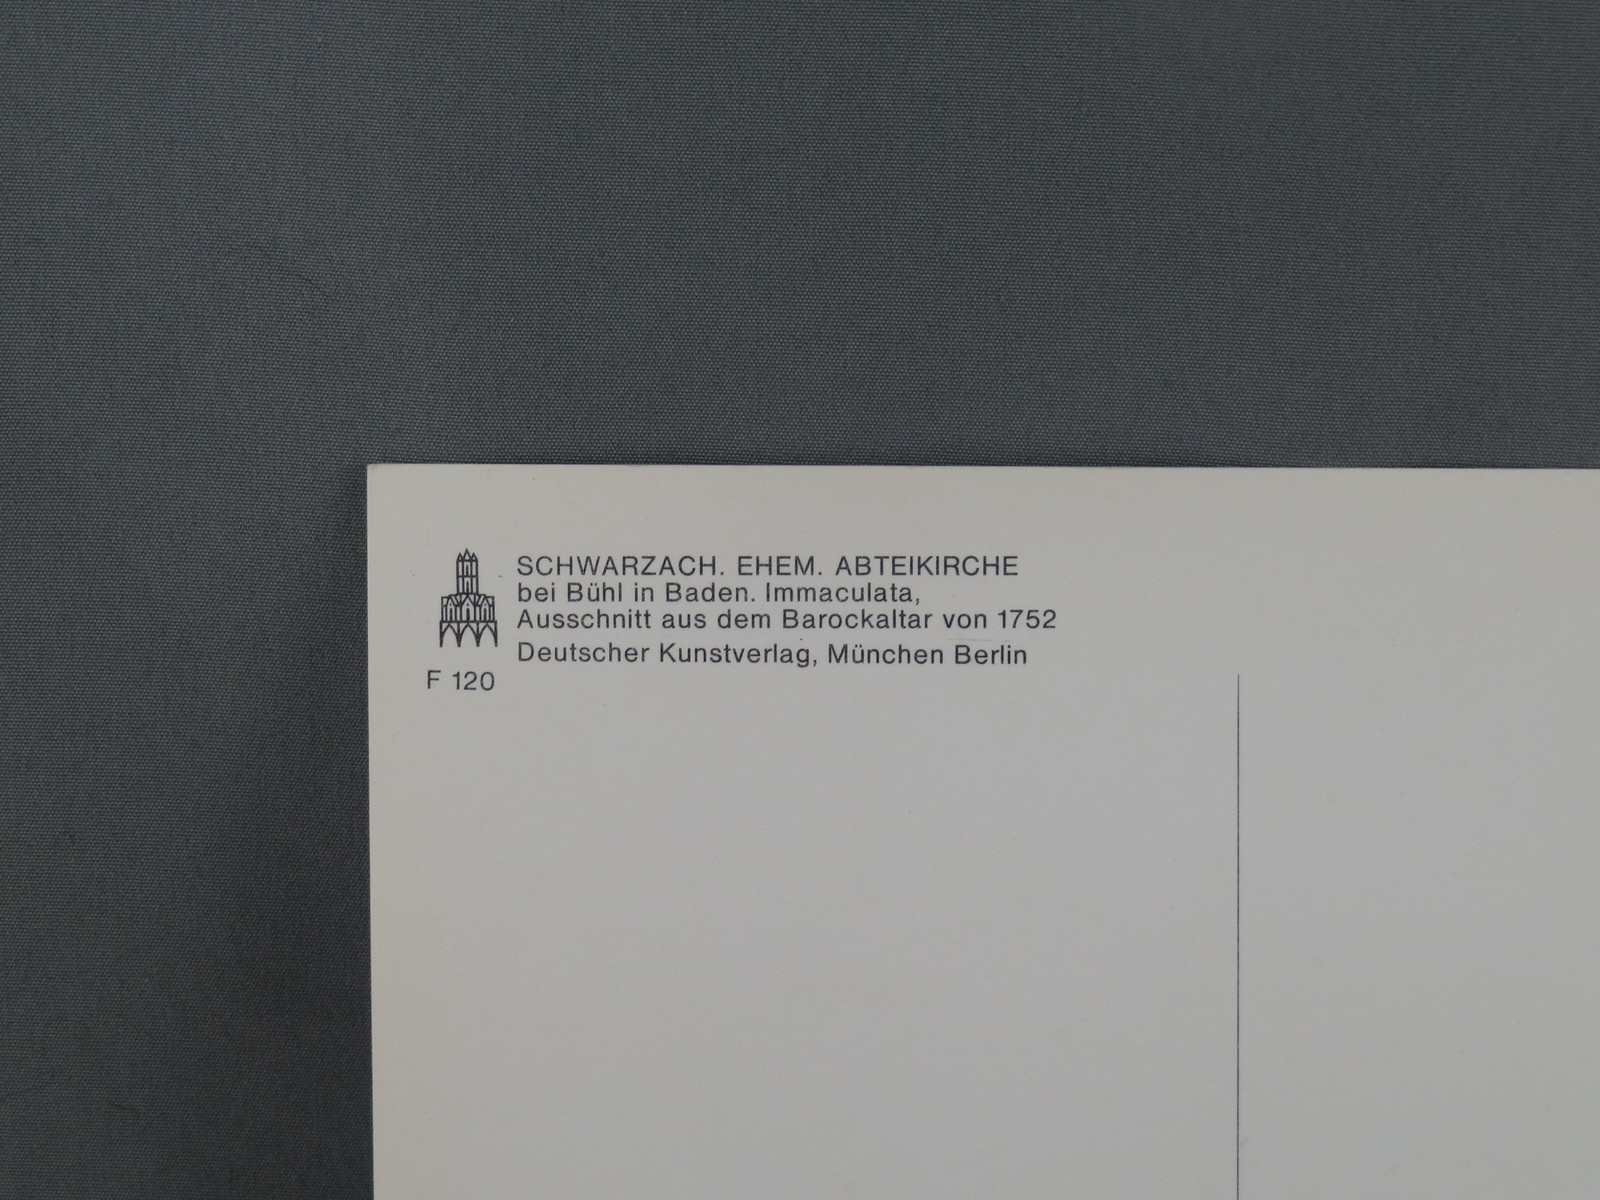 SCHWARZACH. EHEM. ABTEIKIRCHE
bei Bühl in Baden. Immaculata,
Ausschnitt aus dem Barockaltar von 1752
Deutscher Kunstverlag, München Berlin
F 120